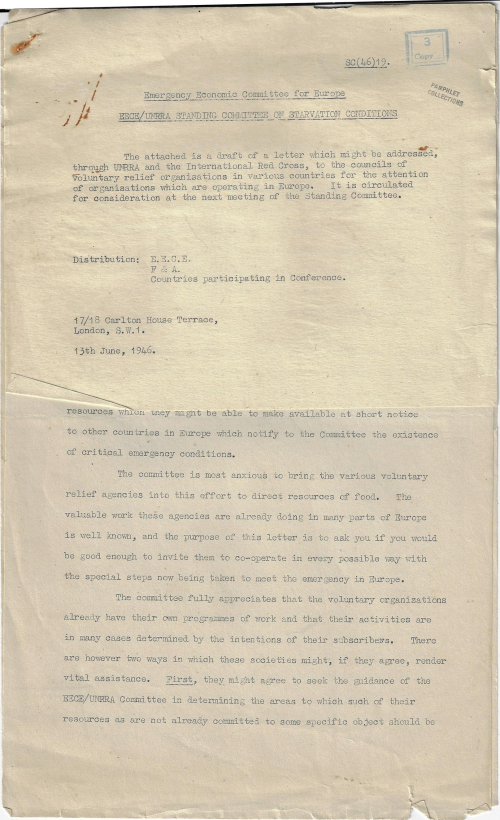 SC(46)19.
3
Copy
PAMPHLET
COLLECTIONS
Emergency Economic Committee for Europe
EECE/UNRRA STANDING COMMITTEE ON STARVATION CONDITIONS
The attached is a draft of a letter which might be addressed,
through UNRRA and the International Red Cross, to the councils of
Voluntary relief organisations in various countries for the attention
of organisations which are operating in Europe. It is circulated
for consideration at the next meeting of the Standing Committee.
Distribution: E.E.C.E.
F & A.
Countries participating in Conference.
17/18 Carlton House Terrace,
London, S.W.1.
13th June, 1946.
resources which they might be able to make available at short notice
to other countries in Europe which notify to the Committee the existence
of critical emergency conditions.
The committee is most anxious to bring the various voluntary
relief agencies into this effort to direct resources of food. The
valuable work these agencies are already doing in many parts of Europe
is well known, and the purpose of this letter is to ask you if you would
be good enough to invite them to co-operate in every possible way with
the special steps now being taken to meet the emergency in Europe.
The committee fully appreciates that the voluntary organizations
already have their own programmes of work and that their activities are
in many cases determined by the intentions of their subscribers. There
are however two ways in which these societies might, if they agree, render
vital assistance. First, they might agree to seek the guidance of the
EECE/UNRRA Committee in determining the areas to which such of their
resources as are not already committed to some specific object should be